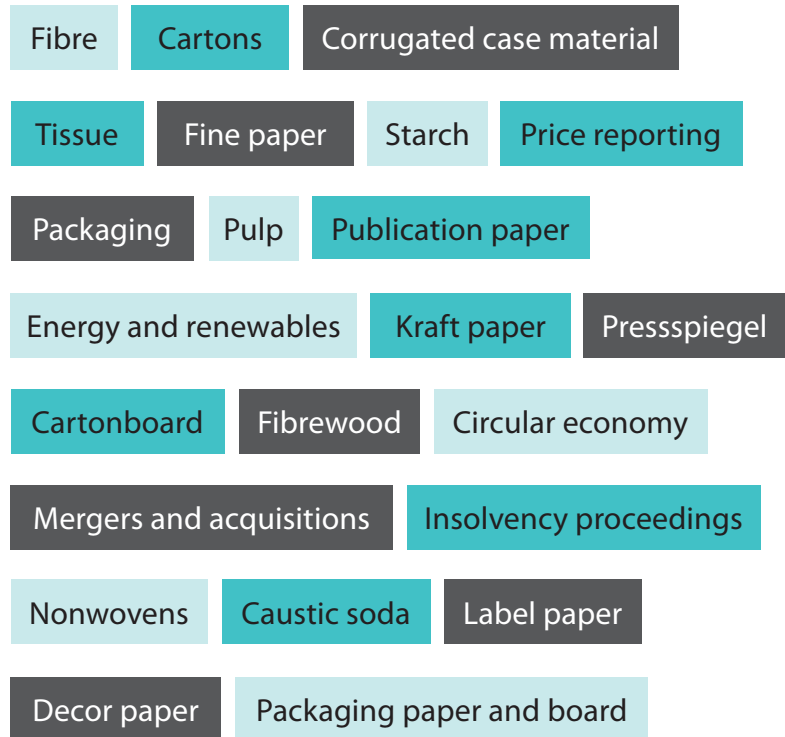 Fibre Cartons Corrugated case material
Tissue Fine paper Starch Price reporting
Packaging Pulp Publication paper
Energy and renewables Kraft paper Pressspiegel
Cartonboard Fibrewood Circular economy
Mergers and acquisitions Insolvency proceedings
Nonwovens Caustic soda Label paper
Decor paper Packaging paper and board